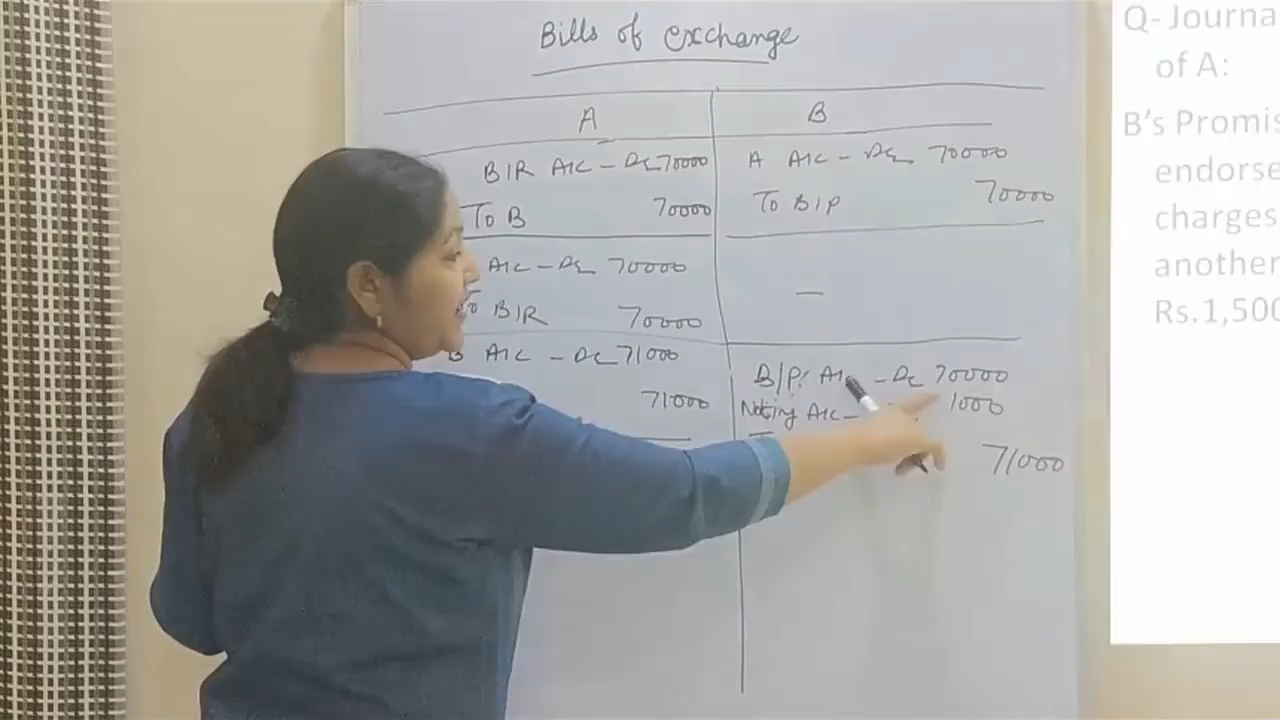 Bills of exchange
A
B
B/R A/c - Dr 70000
To B 70000
A/c - Dr 70000
To B/R 70000
B A/c - Dr 71000
71000
A A/c - Dr 70000
To B/P 70000
—
B/P A/c - Dr 70000
Noting A/c - 1000
71000
Q- Journa
of A:
B's Promis
endorse
charges
another
Rs.1,500